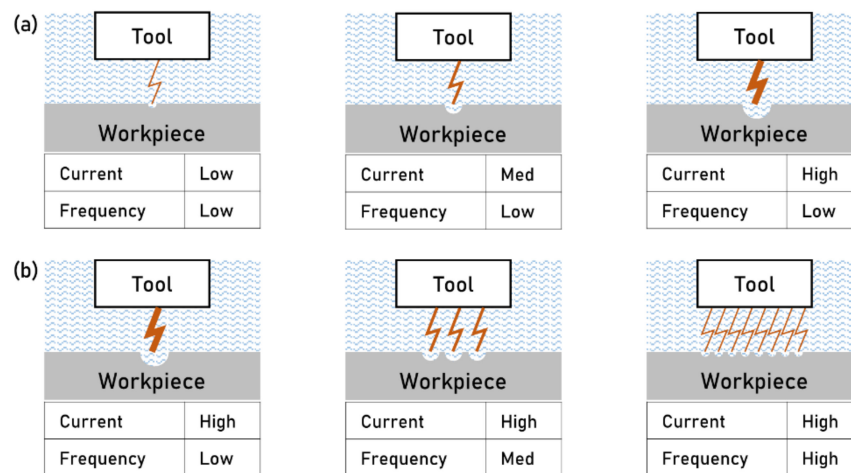 (a)
Tool Tool Tool
Workpiece Workpiece Workpiece
Current Low Current Med Current High
Frequency Low Frequency Low Frequency Low
(b)
Tool Tool Tool
Workpiece Workpiece Workpiece
Current High Current High Current High
Frequency Low Frequency Med Frequency High